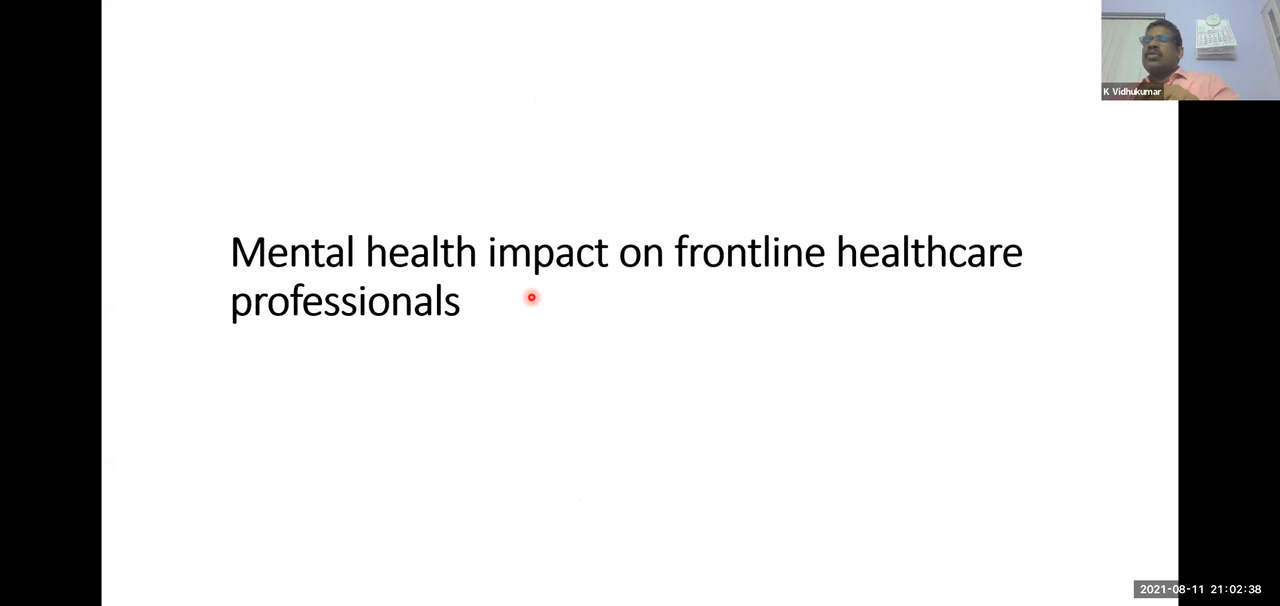 K Vidhukumar
Mental health impact on frontline healthcare
professionals
2021-08-11 21:02:38